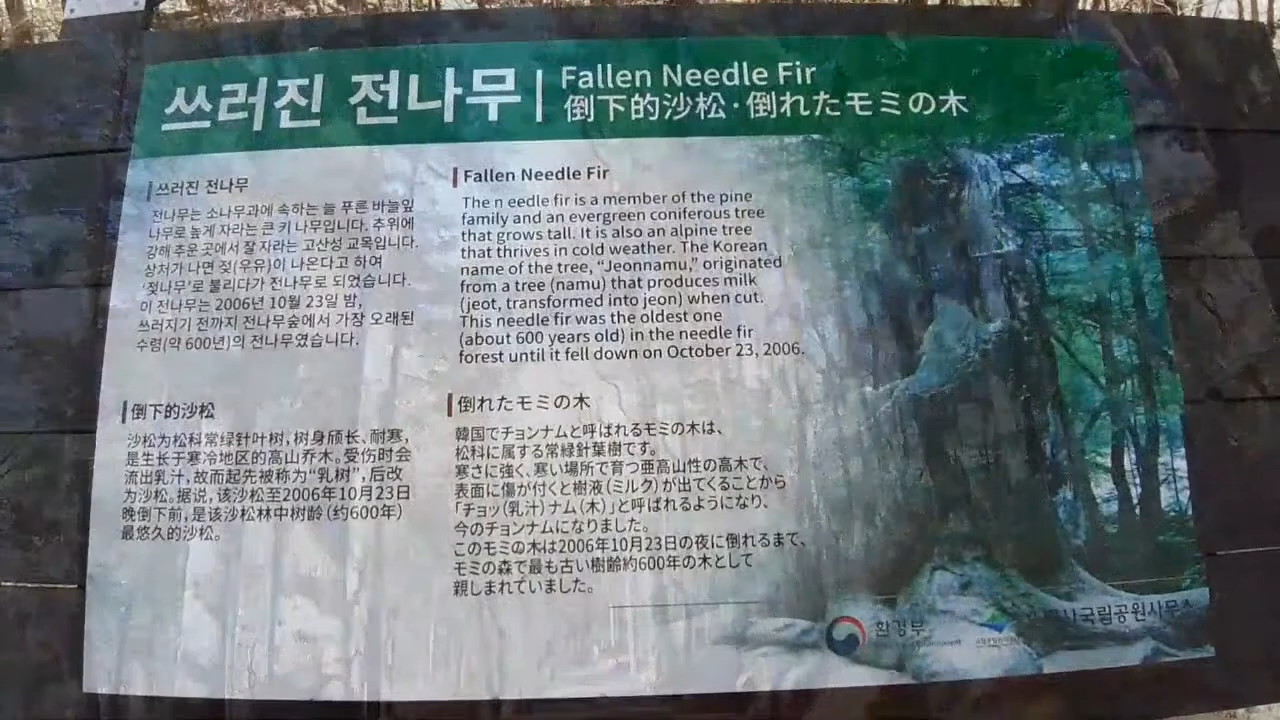 쓰러진 전나무
Fallen Needle Fir
倒下的沙松·倒れたモミの木
쓰러진 전나무
전나무는 소나무과에 속하는 늘 푸른 바늘잎
나무로 높게 자라는 큰 키 나무입니다. 추위에
강해 추운 곳에서 잘 자라는 고산성 교목입니다.
상처가 나면 젖(우유)이 나온다고 하여
'젖나무'로 불리다가 전나무로 되었습니다.
이 전나무는 2006년 10월 23일 밤,
쓰러지기 전까지 전나무숲에서 가장 오래된
수령(약 600년)의 전나무였습니다.
Fallen Needle Fir
The n eedle fir is a member of the pine
family and an evergreen coniferous tree
that grows tall. It is also an alpine tree
that thrives in cold weather. The Korean
name of the tree, “Jeonnamu,” originated
from a tree (namu) that produces milk
(jeot, transformed into jeon) when cut.
This needle fir was the oldest one
(about 600 years old) in the needle fir
forest until it fell down on October 23, 2006.
倒下的沙松
沙松为松科常绿针叶树，树身颀长、耐寒，
是生长于寒冷地区的高山乔木。受伤时会
流出乳汁，故而起先被称为“乳树”，后改
为沙松。据说，该沙松至2006年10月23日
晚倒下前，是该沙松林中树龄（约600年）
最悠久的沙松。
倒れたモミの木
韓国でチョンナムと呼ばれるモミの木は、
松科に属する常緑針葉樹です。
寒さに強く、寒い場所で育つ亜高山性の高木で、
表面に傷が付くと樹液（ミルク）が出てくることから
「チョッ（乳汁）ナム（木）」と呼ばれるようになり、
今のチョンナムになりました。
このモミの木は2006年10月23日の夜に倒れるまで、
モミの森で最も古い樹齢約600年の木として
親しまれていました。
환경부
국립공원사무소